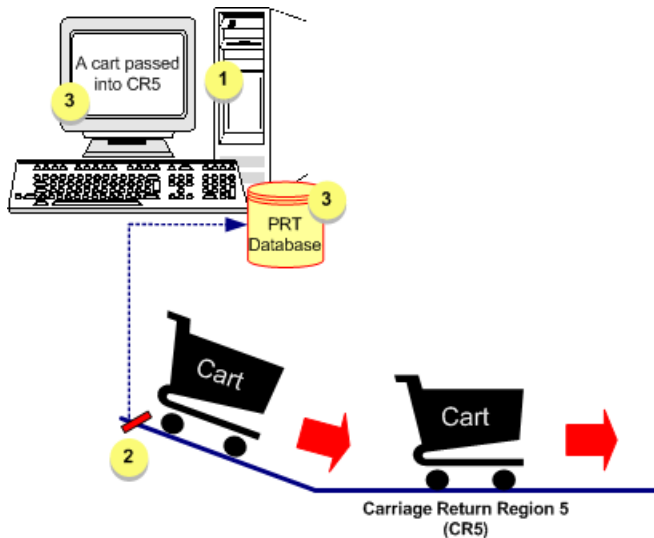 A cart passed
into CR5
3
1
3
PRT
Database
Cart
Cart
2
Carriage Return Region 5
(CR5)